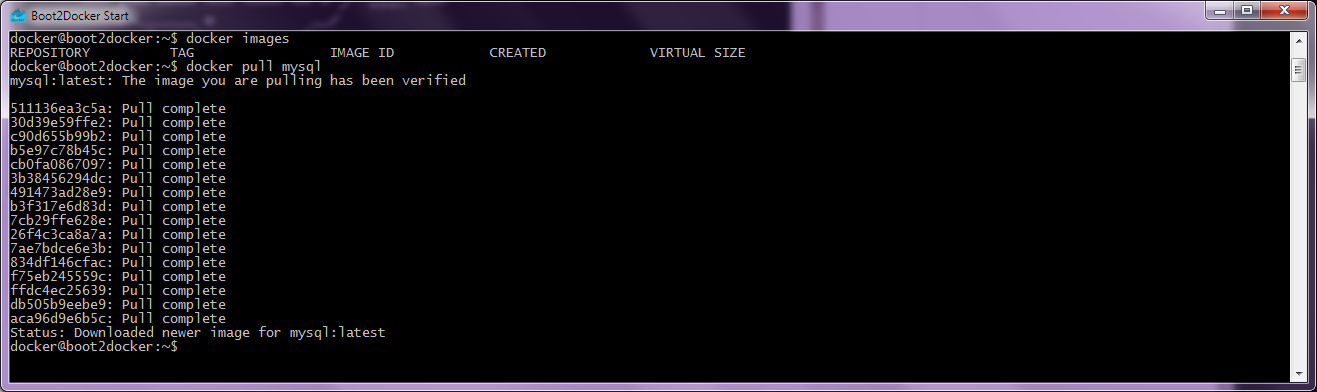 Boot2Docker Start
docker@boot2docker:~$ docker images
REPOSITORY          TAG                 IMAGE ID            CREATED             VIRTUAL SIZE
docker@boot2docker:~$ docker pull mysql
mysql:latest: The image you are pulling has been verified
511136ea3c5a: Pull complete
30d39e59ffe2: Pull complete
c90d655b99b2: Pull complete
b5e97c78b45c: Pull complete
cb0fa0867097: Pull complete
3b38456294dc: Pull complete
491473ad28e9: Pull complete
b3f317e6d83d: Pull complete
7cb29ffe628e: Pull complete
26f4c3ca8a7a: Pull complete
7ae7bdce6e3b: Pull complete
834df146cfac: Pull complete
f75eb245559c: Pull complete
ffdc4ec25639: Pull complete
db505b9eebe9: Pull complete
aca96d9e6b5c: Pull complete
Status: Downloaded newer image for mysql:latest
docker@boot2docker:~$